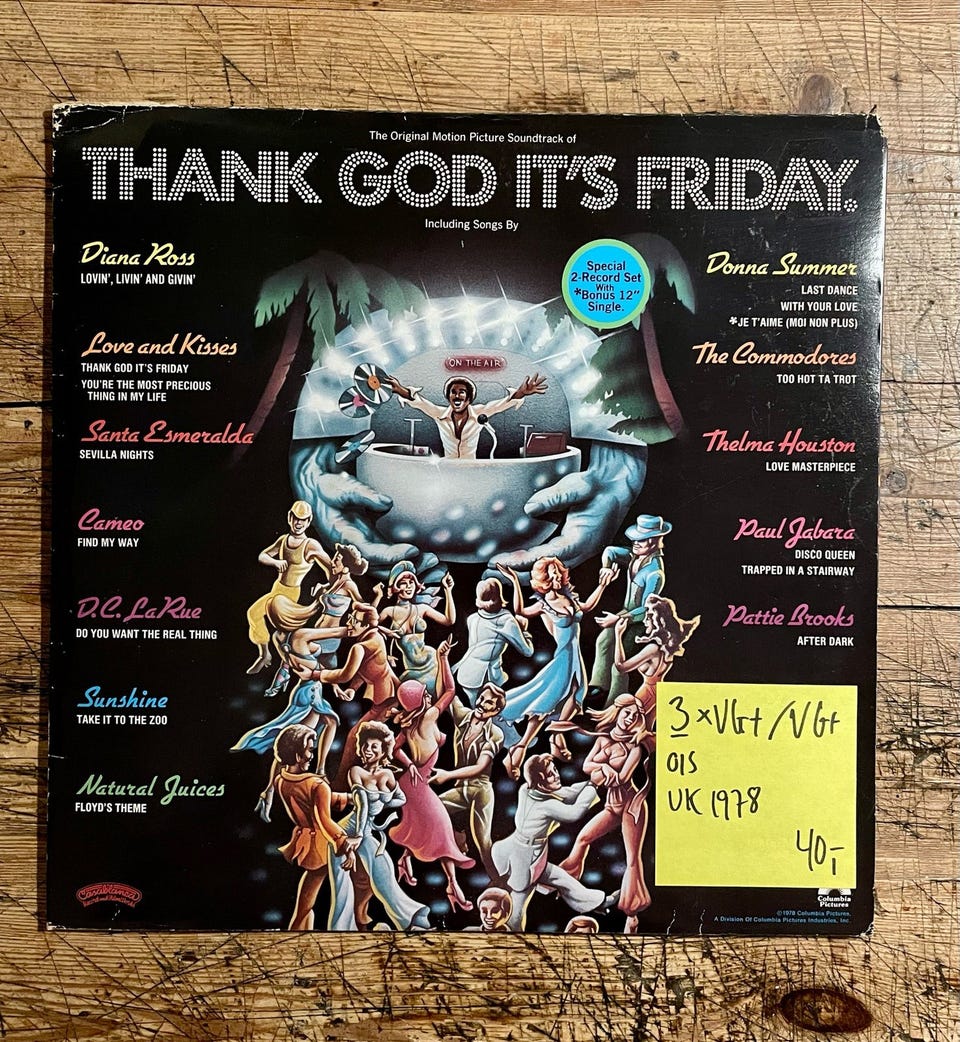 The Original Motion Picture Soundtrack of
THANK GOD IT'S FRIDAY.
Including Songs By
Diana Ross
LOVIN', LIVIN' AND GIVIN'
Love and Kisses
THANK GOD IT'S FRIDAY
YOU'RE THE MOST PRECIOUS
THING IN MY LIFE
Santa Esmeralda
SEVILLA NIGHTS
Cameo
FIND MY WAY
D.C. LaRue
DO YOU WANT THE REAL THING
Sunshine
TAKE IT TO THE ZOO
Natural Juices
FLOYD'S THEME
Casablanca
Record and FilmWorks
Special
2-Record Set
With
*Bonus 12"
Single.
ON THE AIR
Donna Summer
LAST DANCE
WITH YOUR LOVE
*JE T'AIME (MOI NON PLUS)
The Commodores
TOO HOT TA TROT
Thelma Houston
LOVE MASTERPIECE
Paul Jabara
DISCO QUEEN
TRAPPED IN A STAIRWAY
Pattie Brooks
AFTER DARK
3 xVG+/VG+
OIS
UK 1978
40,-
Columbia
Pictures
©1978 Columbia Pictures,
A Division Of Columbia Pictures Industries, Inc.